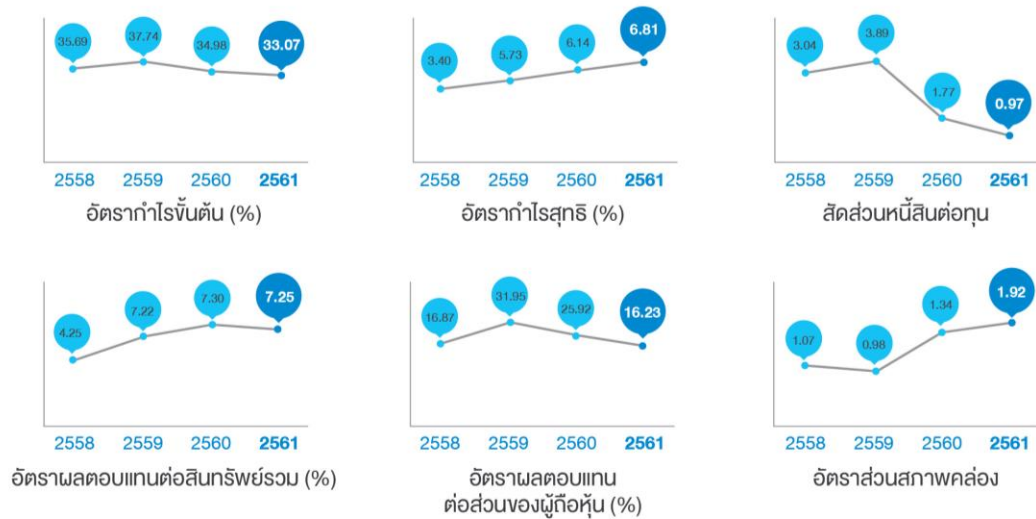 35.69 37.74 34.98 33.07
2558 2559 2560 2561
อัตรากำไรขั้นต้น (%)
3.40 5.73 6.14 6.81
2558 2559 2560 2561
อัตรากำไรสุทธิ (%)
3.04 3.89 1.77 0.97
2558 2559 2560 2561
สัดส่วนหนี้สินต่อทุน
4.25 7.22 7.30 7.25
2558 2559 2560 2561
อัตราผลตอบแทนต่อสินทรัพย์รวม (%)
16.87 31.95 25.92 16.23
2558 2559 2560 2561
อัตราผลตอบแทน
ต่อส่วนของผู้ถือหุ้น (%)
1.07 0.98 1.34 1.92
2558 2559 2560 2561
อัตราส่วนสภาพคล่อง